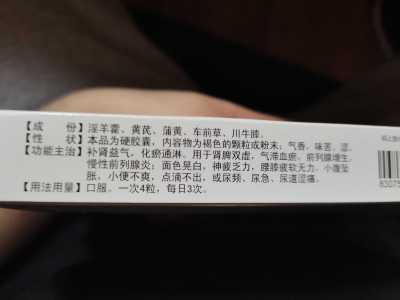 【成 份】淫羊藿、黄芪、蒲黄、车前草、川牛膝。
【性 状】本品为硬胶囊，内容物为褐色的颗粒或粉末；气香，味苦、涩。
【功能主治】补肾益气，化瘀通淋。用于肾脾双虚，气滞血瘀，前列腺增生，
慢性前列腺炎；面色晃白，神疲乏力，腰膝疲软无力，小腹坠
胀，小便不爽，点滴不出，或尿频、尿急、尿道涩痛。
【用法用量】口服。一次4粒，每日3次。
83075